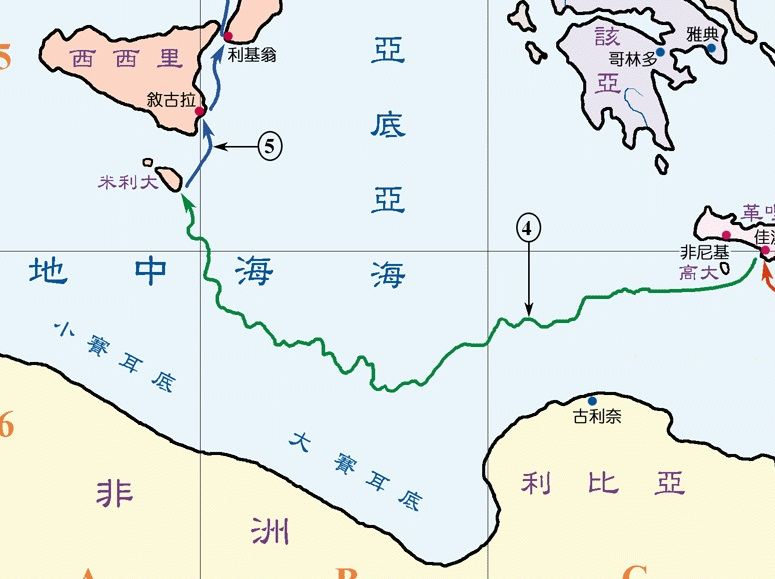 5
西西里
利基翁
敘古拉
亞底亞海
該亞
哥林多
雅典
⑤
米利大
④
革
非尼基
佳
高大
地中海
小賽耳底
大賽耳底
古利奈
6
非洲
利比亞
A
B
C